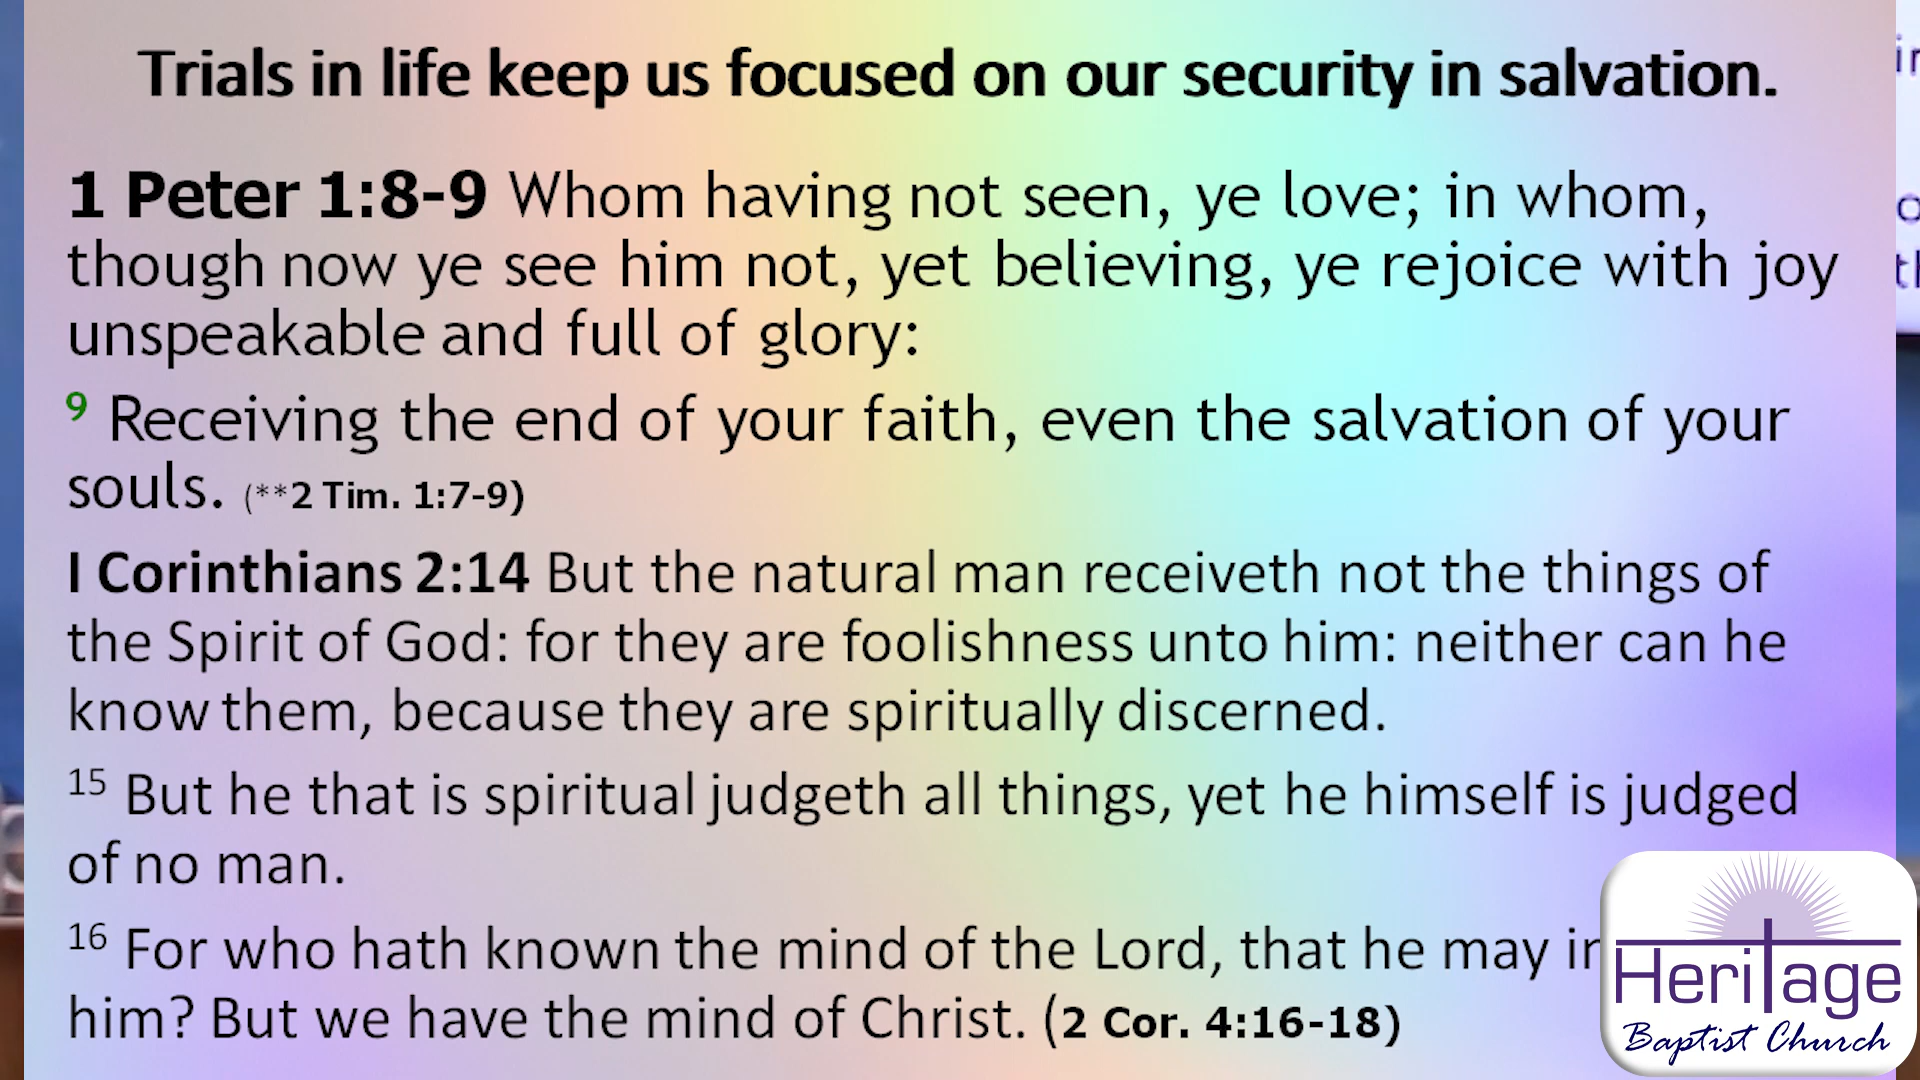 Trials in life keep us focused on our security in salvation.
1 Peter 1:8-9 Whom having not seen, ye love; in whom,
though now ye see him not, yet believing, ye rejoice with joy
unspeakable and full of glory:
9 Receiving the end of your faith, even the salvation of your
souls. (**2 Tim. 1:7-9)
I Corinthians 2:14 But the natural man receiveth not the things of
the Spirit of God: for they are foolishness unto him: neither can he
know them, because they are spiritually discerned.
15 But he that is spiritual judgeth all things, yet he himself is judged
of no man.
16 For who hath known the mind of the Lord, that he may
him? But we have the mind of Christ. (2 Cor. 4:16-18)
Heritage
Baptist Church